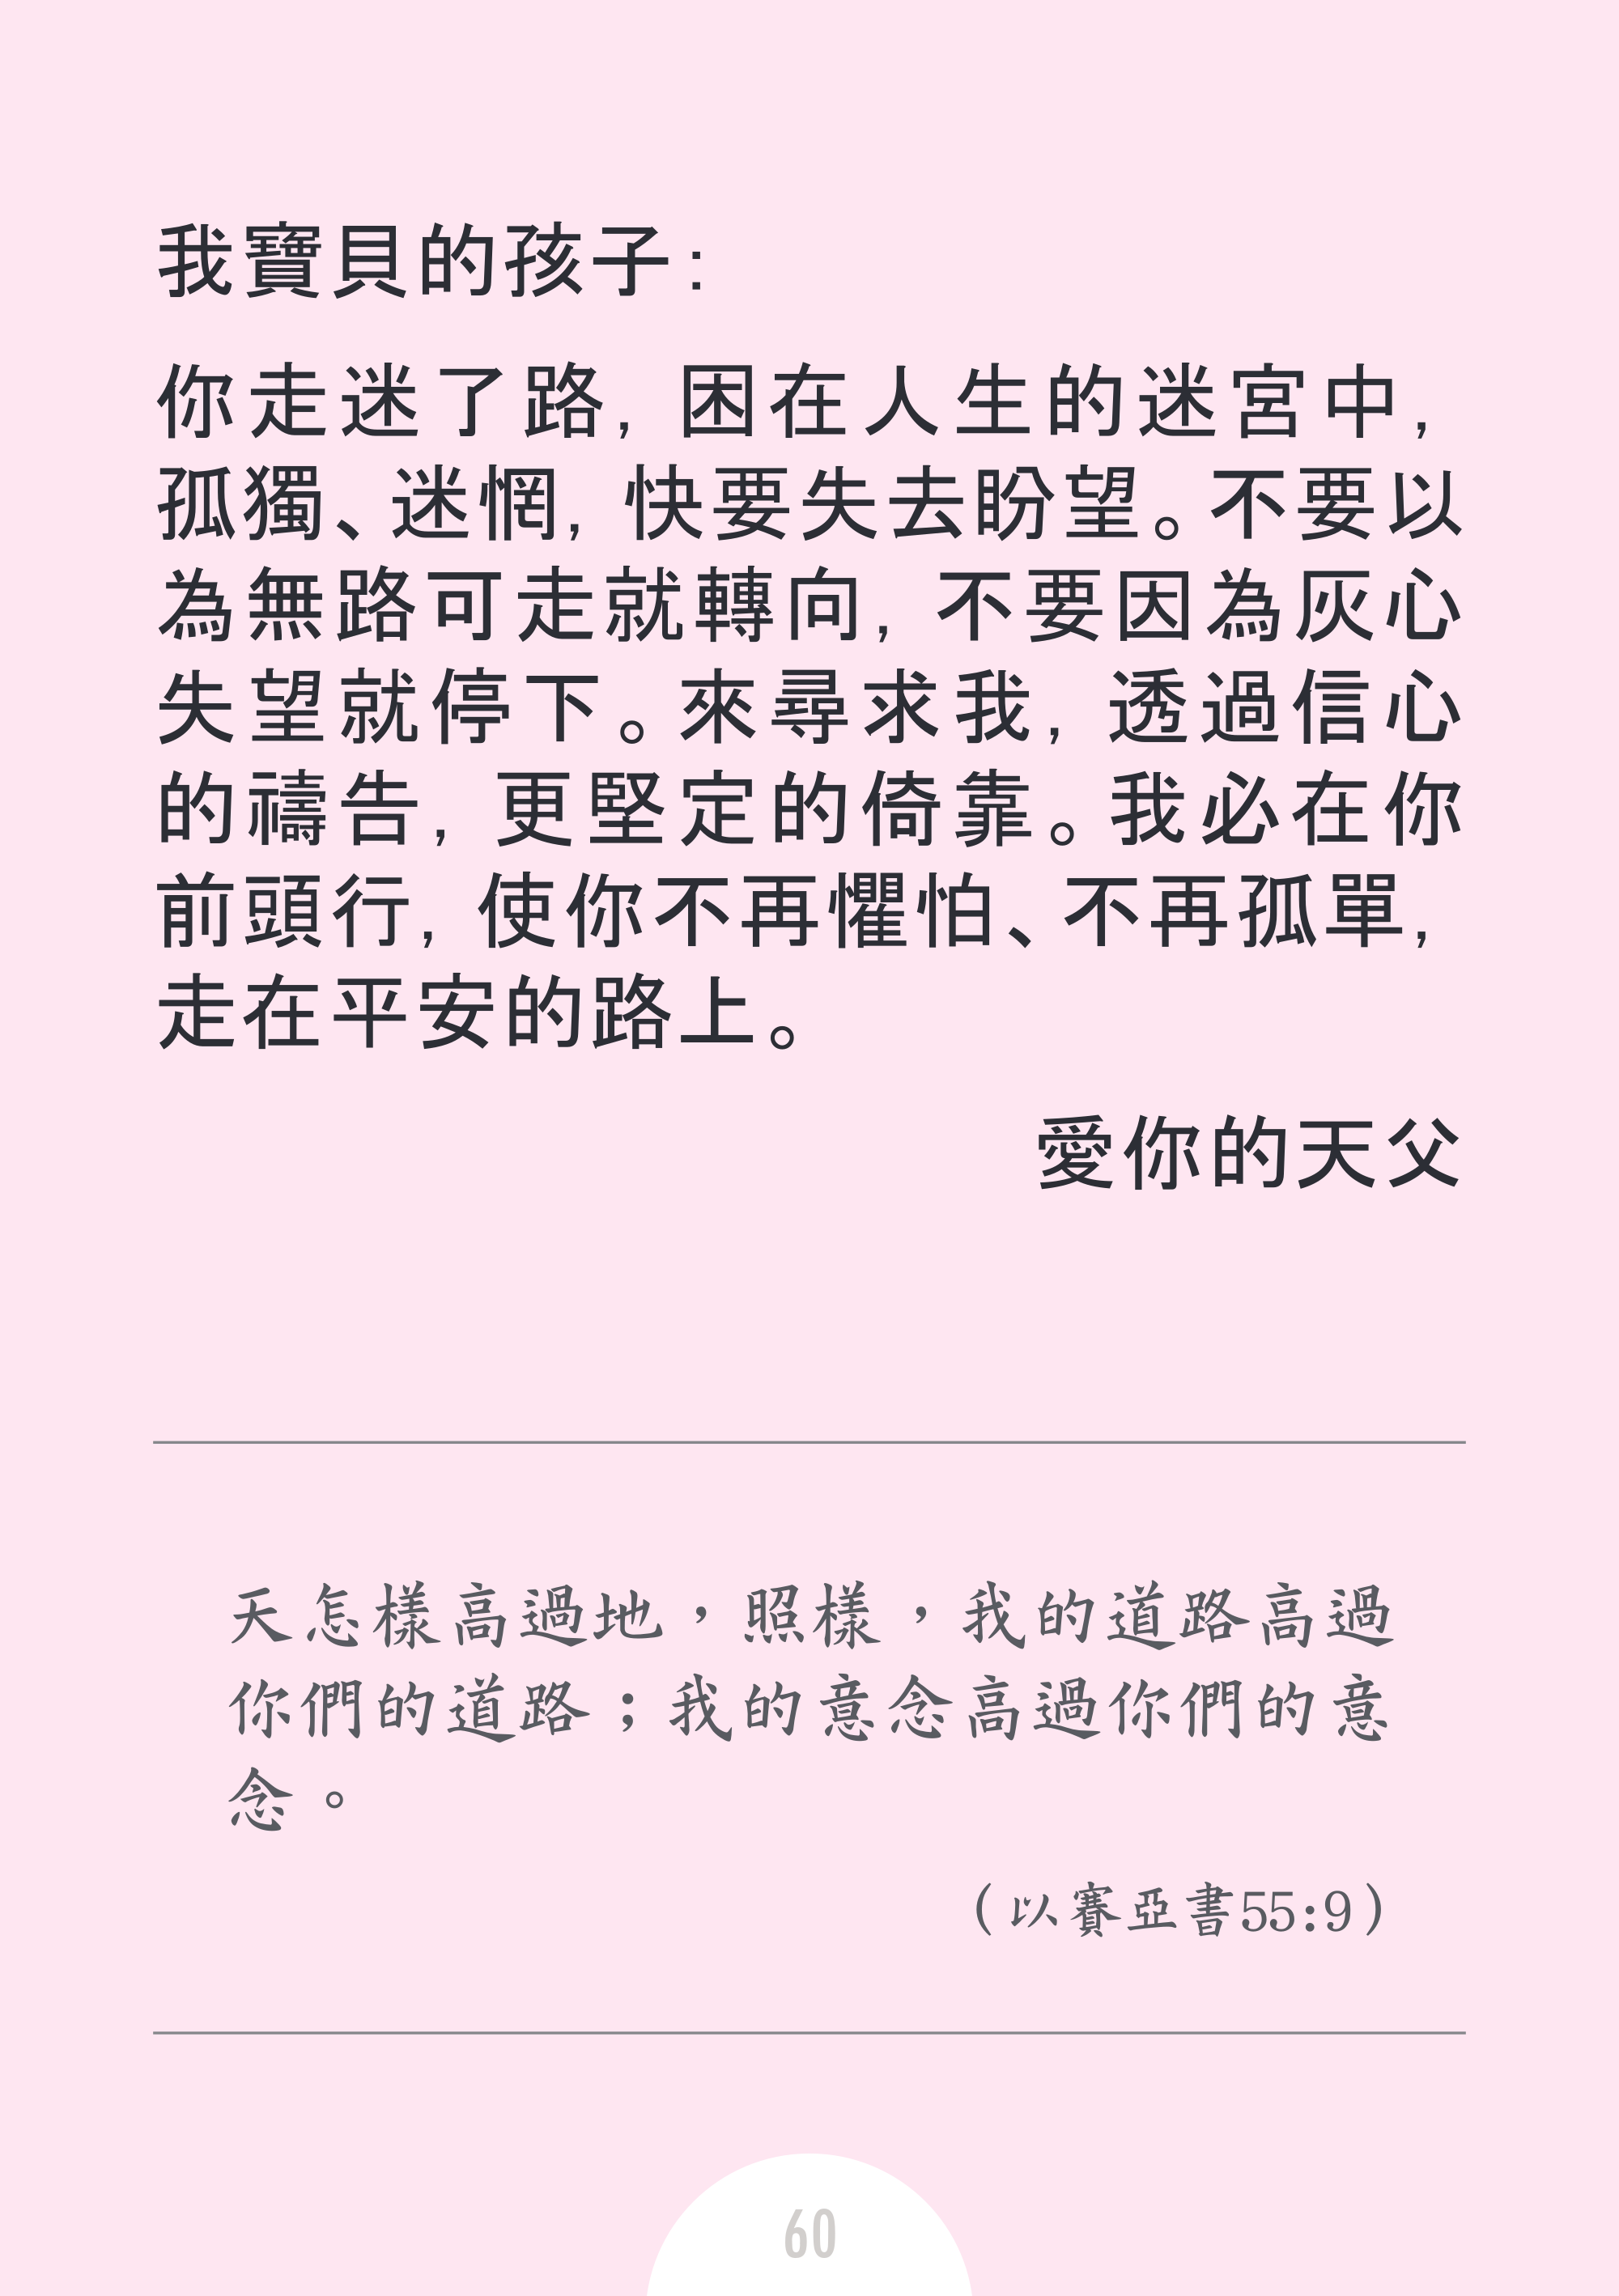 我寶貝的孩子：
你走迷了路，困在人生的迷宮中，
孤獨、迷惘，快要失去盼望。不要以
為無路可走就轉向，不要因為灰心
失望就停下。來尋求我，透過信心
的禱告，更堅定的倚靠。我必在你
前頭行，使你不再懼怕、不再孤單，
走在平安的路上。
愛你的天父
天怎樣高過地，照樣，我的道路高過
你們的道路；我的意念高過你們的意
念。
（以賽亞書55:9）
60